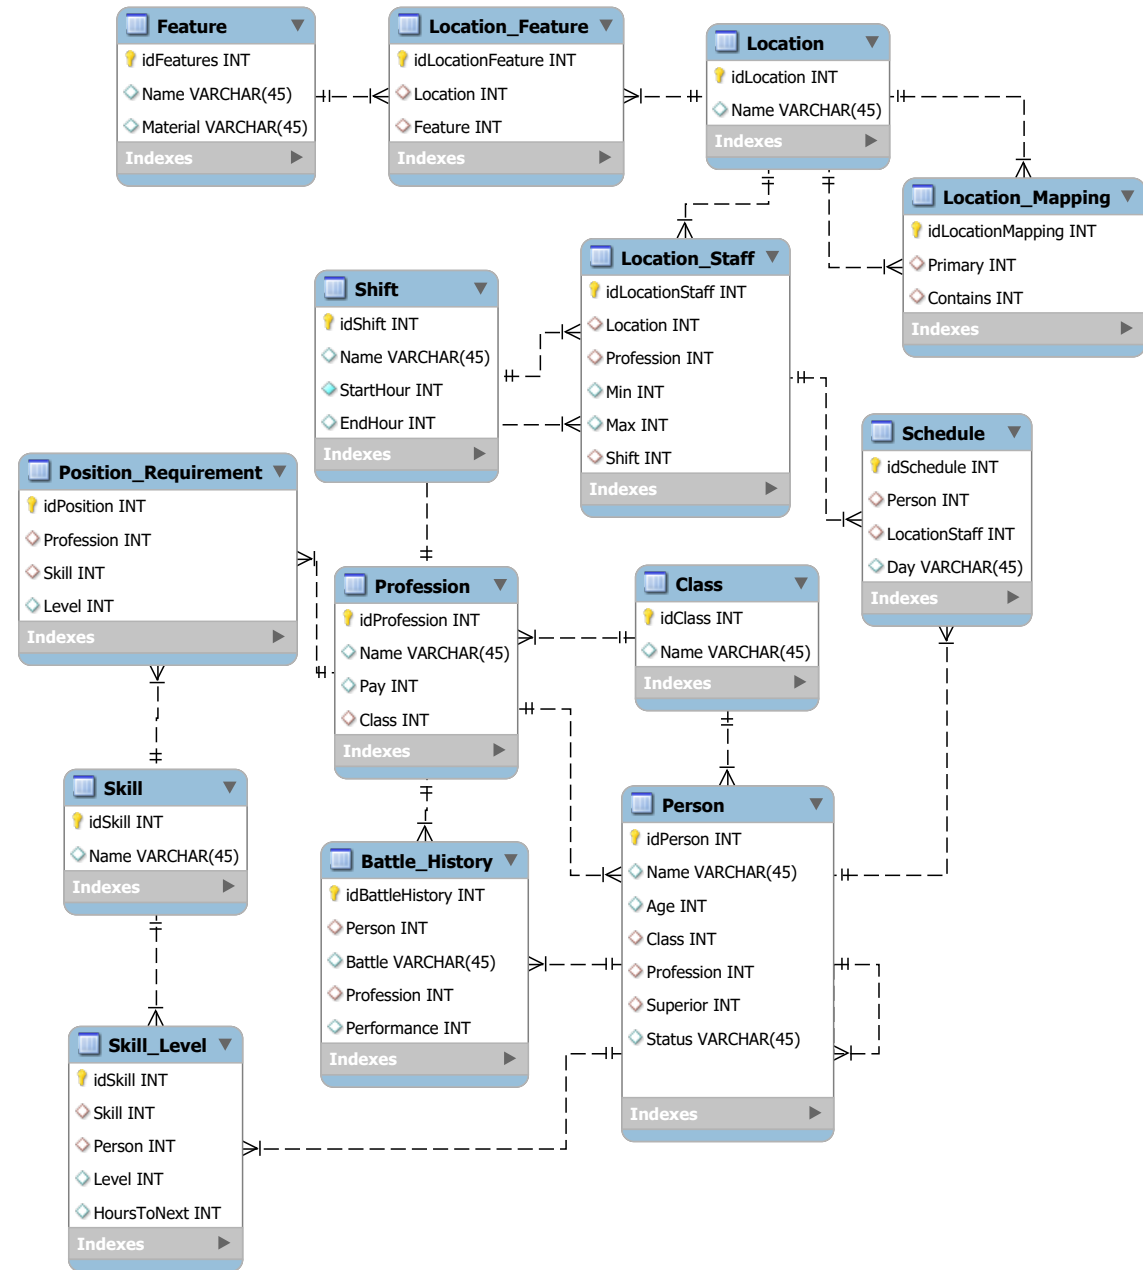 Feature
idFeatures INT
Name VARCHAR(45)
Material VARCHAR(45)
Indexes
Location_Feature
idLocationFeature INT
Location INT
Feature INT
Indexes
Location
idLocation INT
Name VARCHAR(45)
Indexes
Location_Mapping
idLocationMapping INT
Primary INT
Contains INT
Indexes
Location_Staff
idLocationStaff INT
Location INT
Profession INT
Min INT
Max INT
Shift INT
Indexes
Shift
idShift INT
Name VARCHAR(45)
StartHour INT
EndHour INT
Indexes
Schedule
idSchedule INT
Person INT
LocationStaff INT
Day VARCHAR(45)
Indexes
Position_Requirement
idPosition INT
Profession INT
Skill INT
Level INT
Indexes
Profession
idProfession INT
Name VARCHAR(45)
Pay INT
Class INT
Indexes
Class
idClass INT
Name VARCHAR(45)
Indexes
Skill
idSkill INT
Name VARCHAR(45)
Indexes
Person
idPerson INT
Name VARCHAR(45)
Age INT
Class INT
Profession INT
Superior INT
Status VARCHAR(45)
Indexes
Battle_History
idBattleHistory INT
Person INT
Battle VARCHAR(45)
Profession INT
Performance INT
Indexes
Skill_Level
idSkill INT
Skill INT
Person INT
Level INT
HoursToNext INT
Indexes